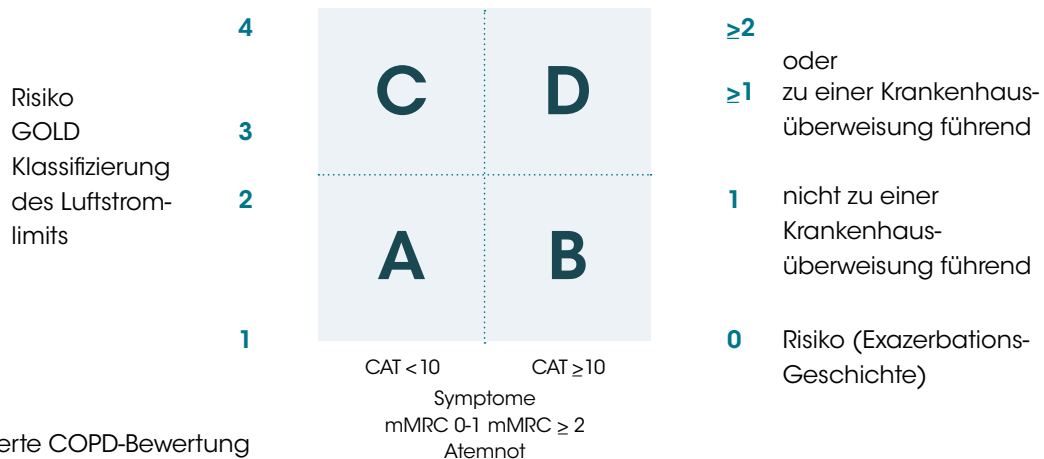 4
Risiko
GOLD
Klassifizierung
des Luftstrom-
limits
3
2
1
C
D
A
B
CAT <10
CAT ≥10
Symptome
mMRC 0-1 mMRC ≥ 2
Atemnot
≥2
oder
≥1 zu einer Krankenhaus-
überweisung führend
1 nicht zu einer
Krankenhaus-
überweisung führend
0 Risiko (Exazerbations-
Geschichte)
erte COPD-Bewertung